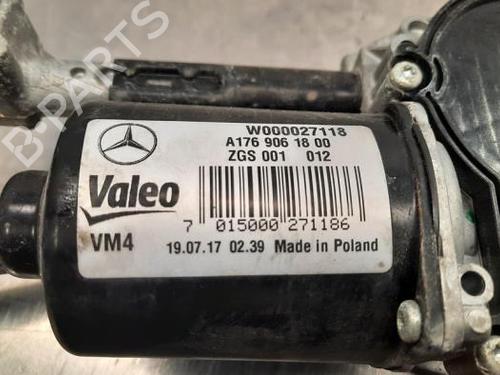 W000027118
A176 906 18 00
ZGS 001 012
Valeo
7 015000 271186
VM4
19.07.17 02.39 Made in Poland